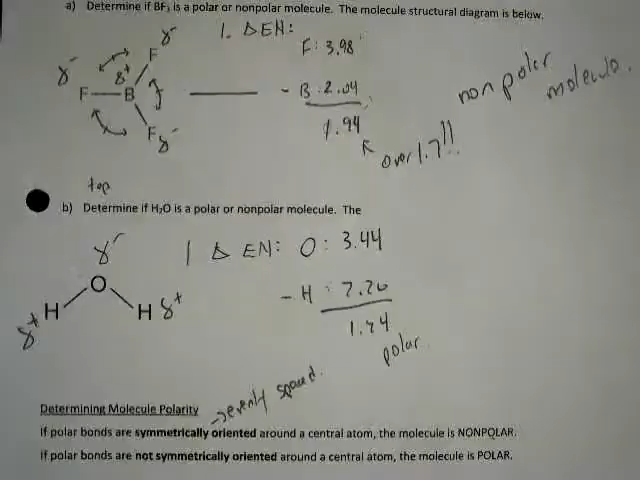 a) Determine if BF₃ is a polar or nonpolar molecule. The molecule structural diagram is below.
1. ΔEN:
F: 3.98
- B: 2.04
1.94
over 1.7!!
nonpolar molecule.
δ-
F
δ-
δ+
F—B
F δ-
top
b) Determine if H₂O is a polar or nonpolar molecule. The
δ-
O
H H δ+
δ+
1 ΔEN: O: 3.44
- H : 2.20
1.24
polar.
→ evenly spaced.
Determining Molecule Polarity
If polar bonds are symmetrically oriented around a central atom, the molecule is NONPOLAR.
If polar bonds are not symmetrically oriented around a central atom, the molecule is POLAR.